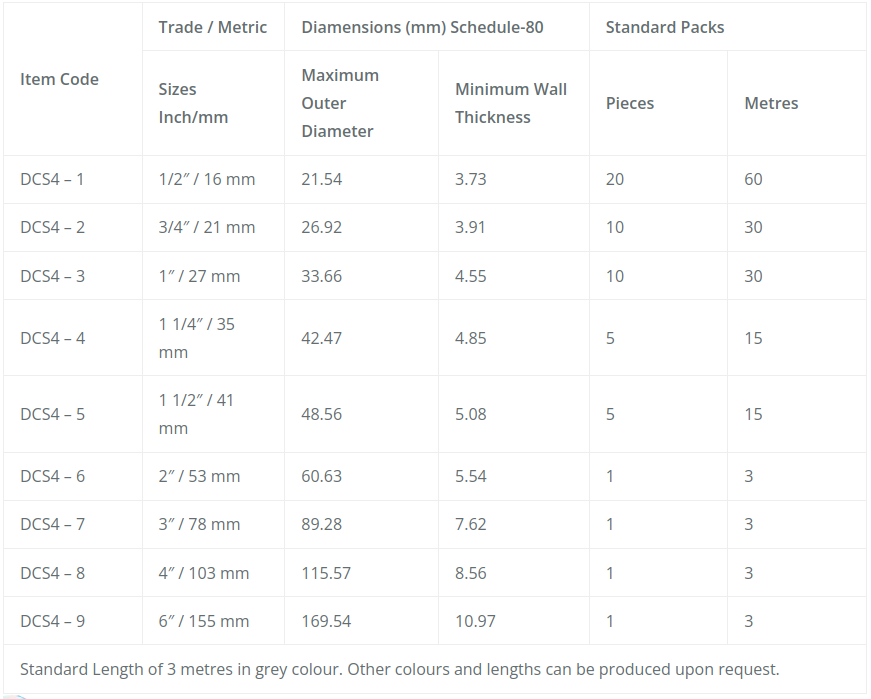 Trade / Metric Diamensions (mm) Schedule-80 Standard Packs
Item Code
Sizes
Inch/mm
Maximum
Outer
Diameter
Minimum Wall
Thickness
Pieces Metres
DCS4 – 1 1/2″ / 16 mm 21.54 3.73 20 60
DCS4 – 2 3/4″ / 21 mm 26.92 3.91 10 30
DCS4 – 3 1″ / 27 mm 33.66 4.55 10 30
DCS4 – 4 1 1/4″ / 35
mm 42.47 4.85 5 15
DCS4 – 5 1 1/2″ / 41
mm 48.56 5.08 5 15
DCS4 – 6 2″ / 53 mm 60.63 5.54 1 3
DCS4 – 7 3″ / 78 mm 89.28 7.62 1 3
DCS4 – 8 4″ / 103 mm 115.57 8.56 1 3
DCS4 – 9 6″ / 155 mm 169.54 10.97 1 3
Standard Length of 3 metres in grey colour. Other colours and lengths can be produced upon request.